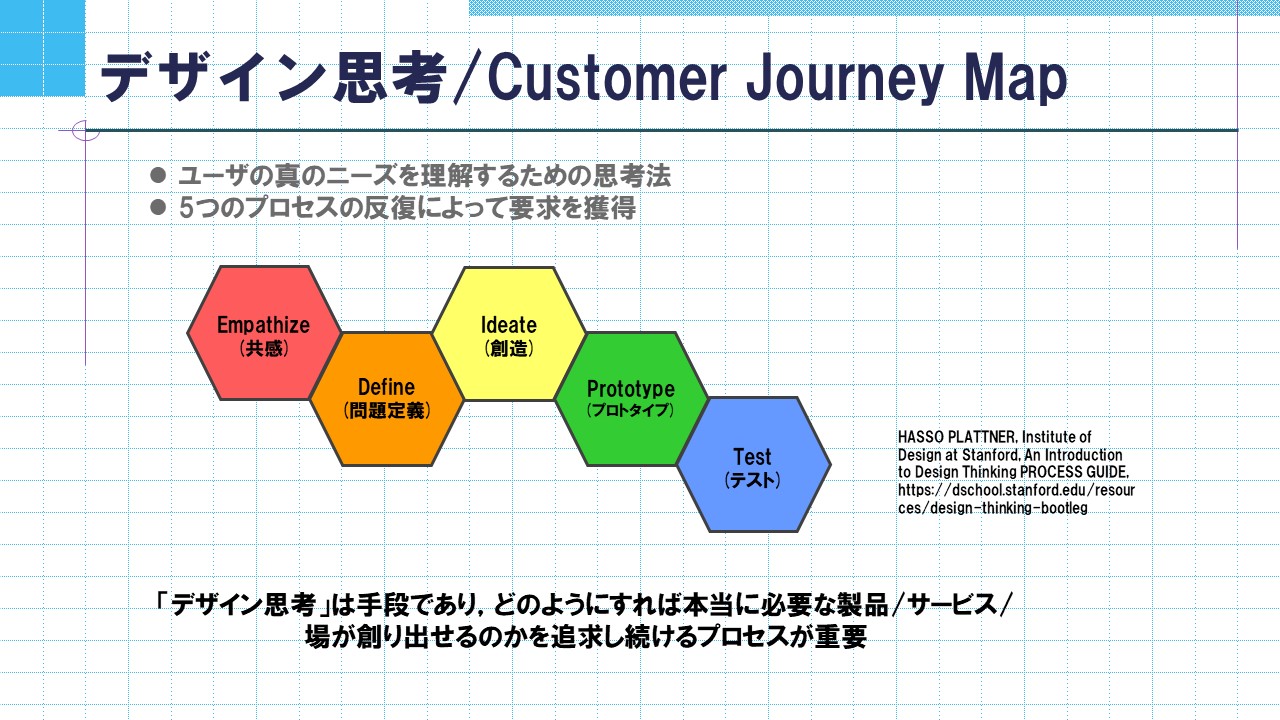 デザイン思考/Customer Journey Map
● ユーザの真のニーズを理解するための思考法
● 5つのプロセスの反復によって要求を獲得
Empathize
(共感)
Define
(問題定義)
Ideate
(創造)
Prototype
(プロトタイプ)
Test
(テスト)
HASSO PLATTNER, Institute of
Design at Stanford, An Introduction
to Design Thinking PROCESS GUIDE,
https://dschool.stanford.edu/resour
ces/design-thinking-bootleg
「デザイン思考」は手段であり, どのようにすれば本当に必要な製品/サービス/
場が創り出せるのかを追求し続けるプロセスが重要